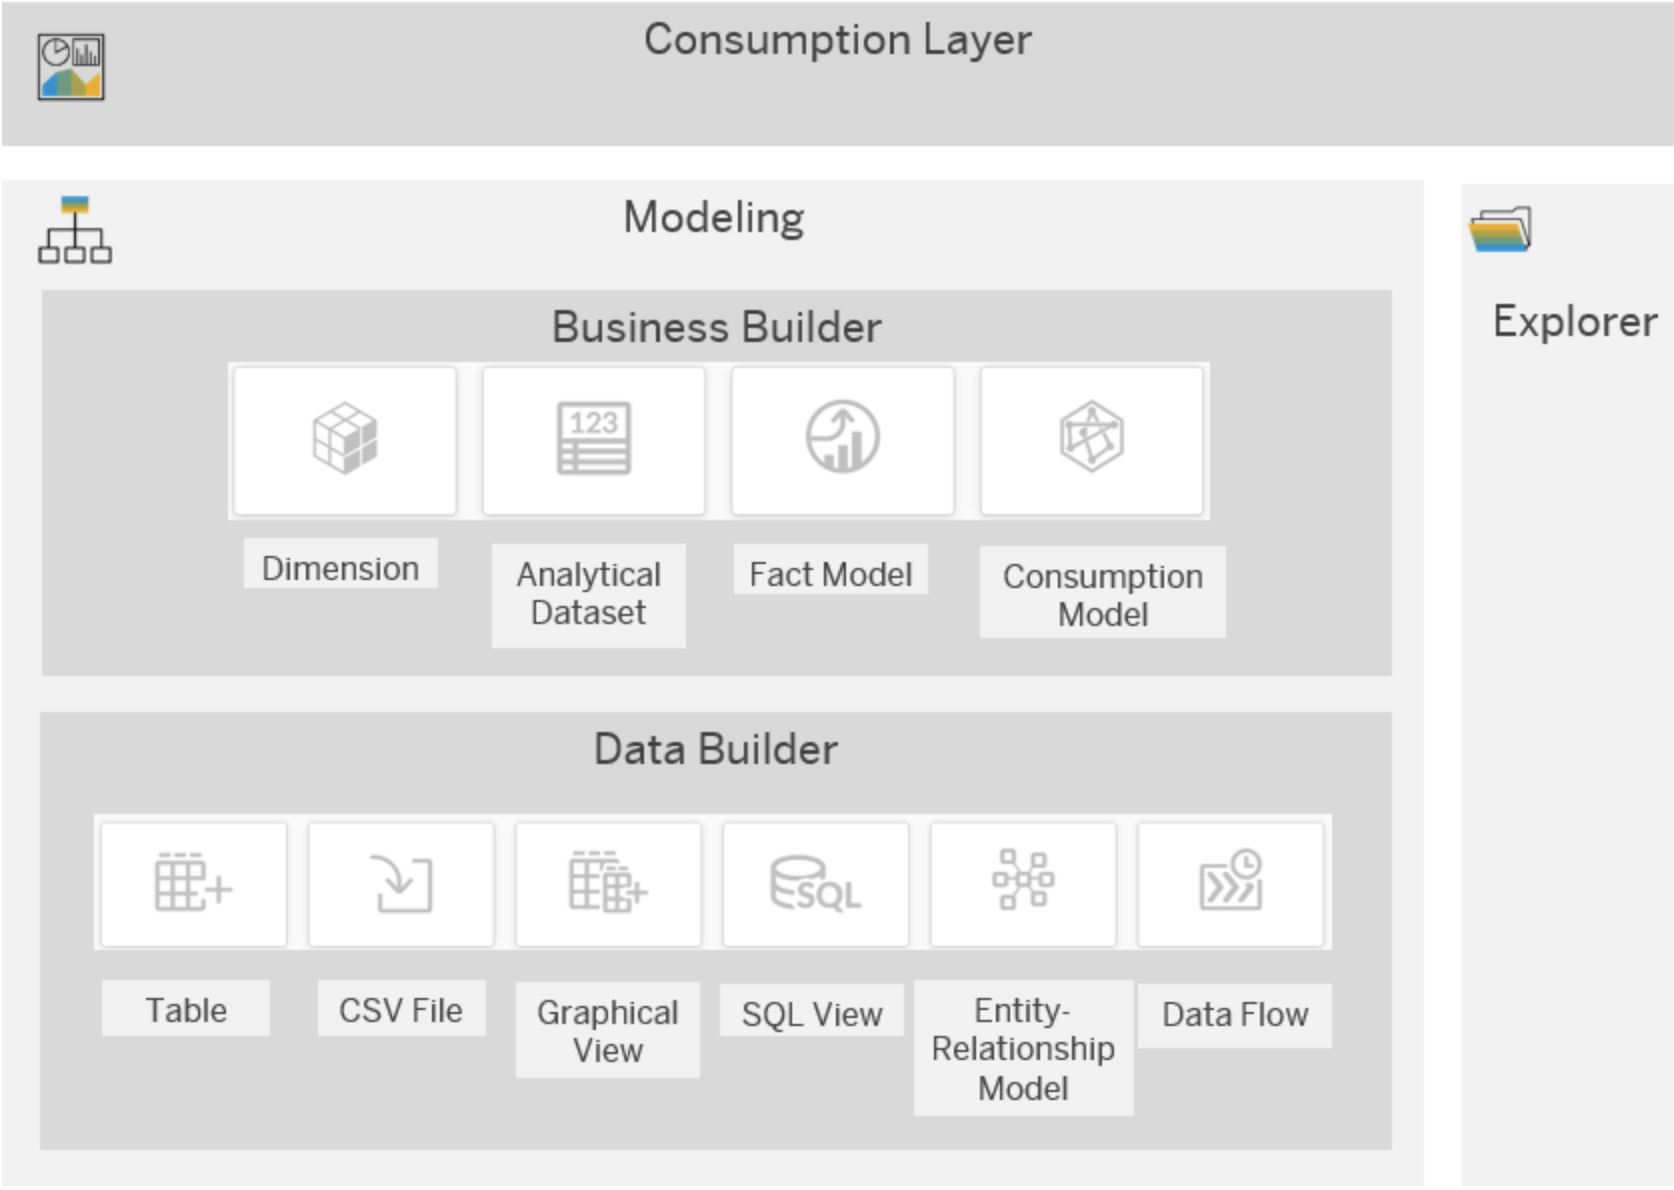 Consumption Layer
Modeling
Explorer
Business Builder
123
Dimension
Analytical
Dataset
Fact Model
Consumption
Model
Data Builder
SQL
Table
CSV File
Graphical
View
SQL View
Entity-
Relationship
Model
Data Flow